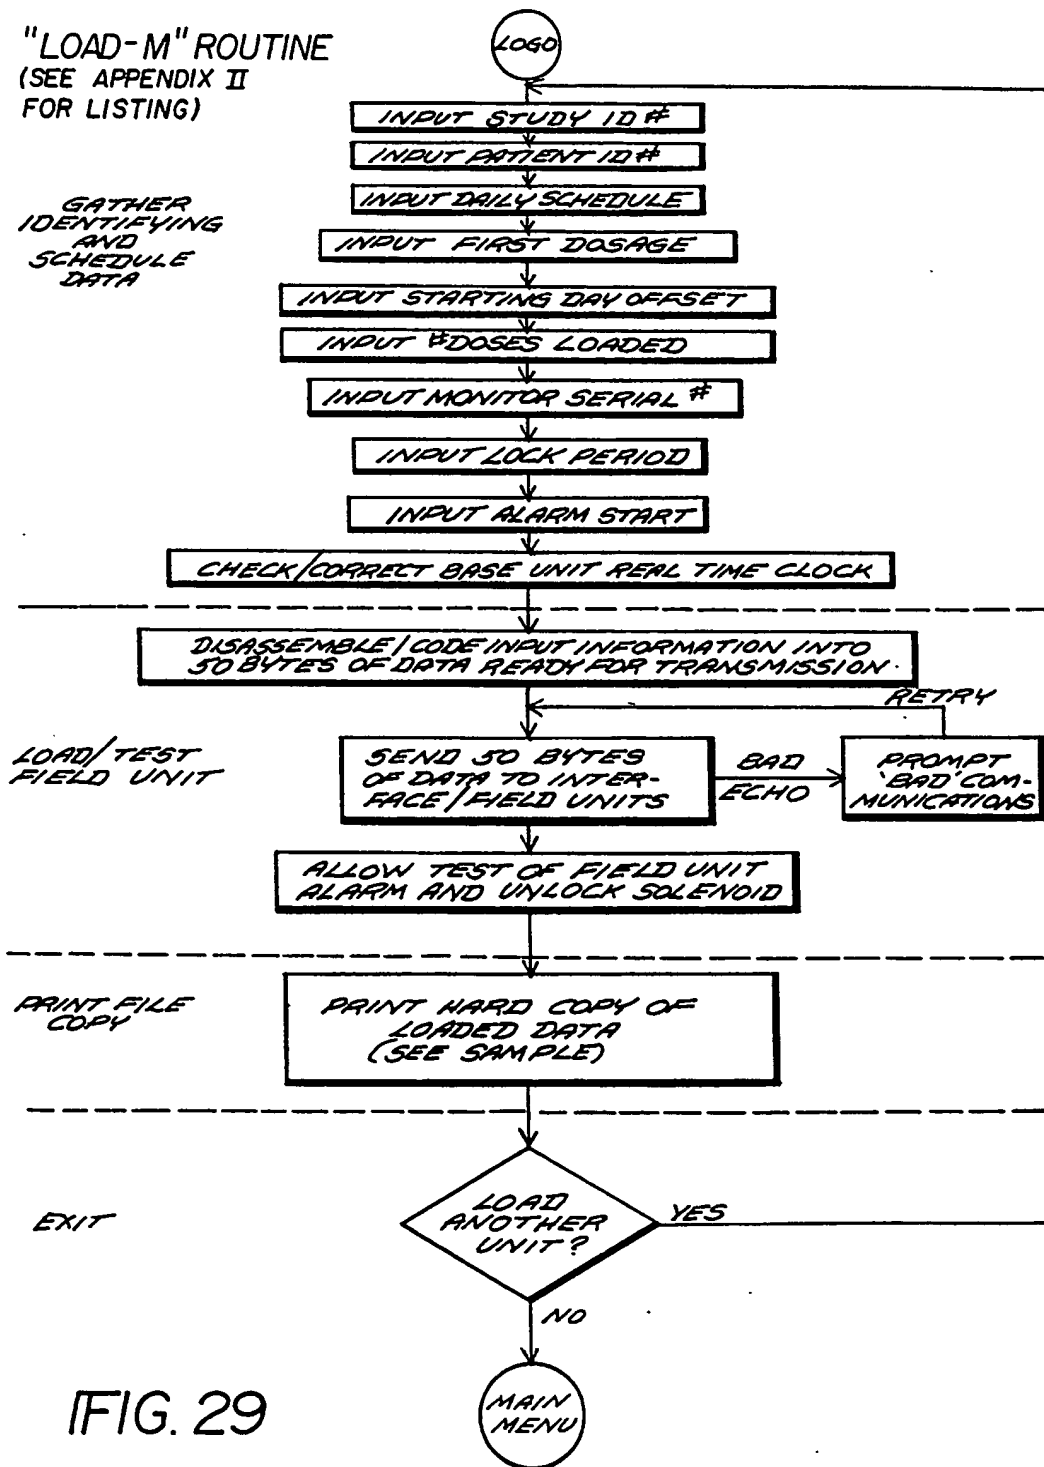 "LOAD-M" ROUTINE
(SEE APPENDIX II
FOR LISTING)
LOGO
INPUT STUDY ID #
INPUT PATIENT ID #
INPUT DAILY SCHEDULE
INPUT FIRST DOSAGE
INPUT STARTING DAY OFFSET
INPUT #DOSES LOADED
INPUT MONITOR SERIAL #
INPUT LOCK PERIOD
INPUT ALARM START
CHECK/CORRECT BASE UNIT REAL TIME CLOCK
GATHER
IDENTIFYING
AND
SCHEDULE
DATA
DISASSEMBLE/CODE INPUT INFORMATION INTO
50 BYTES OF DATA READY FOR TRANSMISSION.
RETRY
LOAD/TEST
FIELD UNIT
SEND 50 BYTES
OF DATA TO INTER-
FACE/FIELD UNITS
BAD
ECHO
PROMPT
'BAD' COM-
MUNICATIONS
ALLOW TEST OF FIELD UNIT
ALARM AND UNLOCK SOLENOID
PRINT FILE
COPY
PRINT HARD COPY OF
LOADED DATA
(SEE SAMPLE)
EXIT
LOAD
ANOTHER
UNIT?
YES
NO
MAIN
MENU
FIG. 29